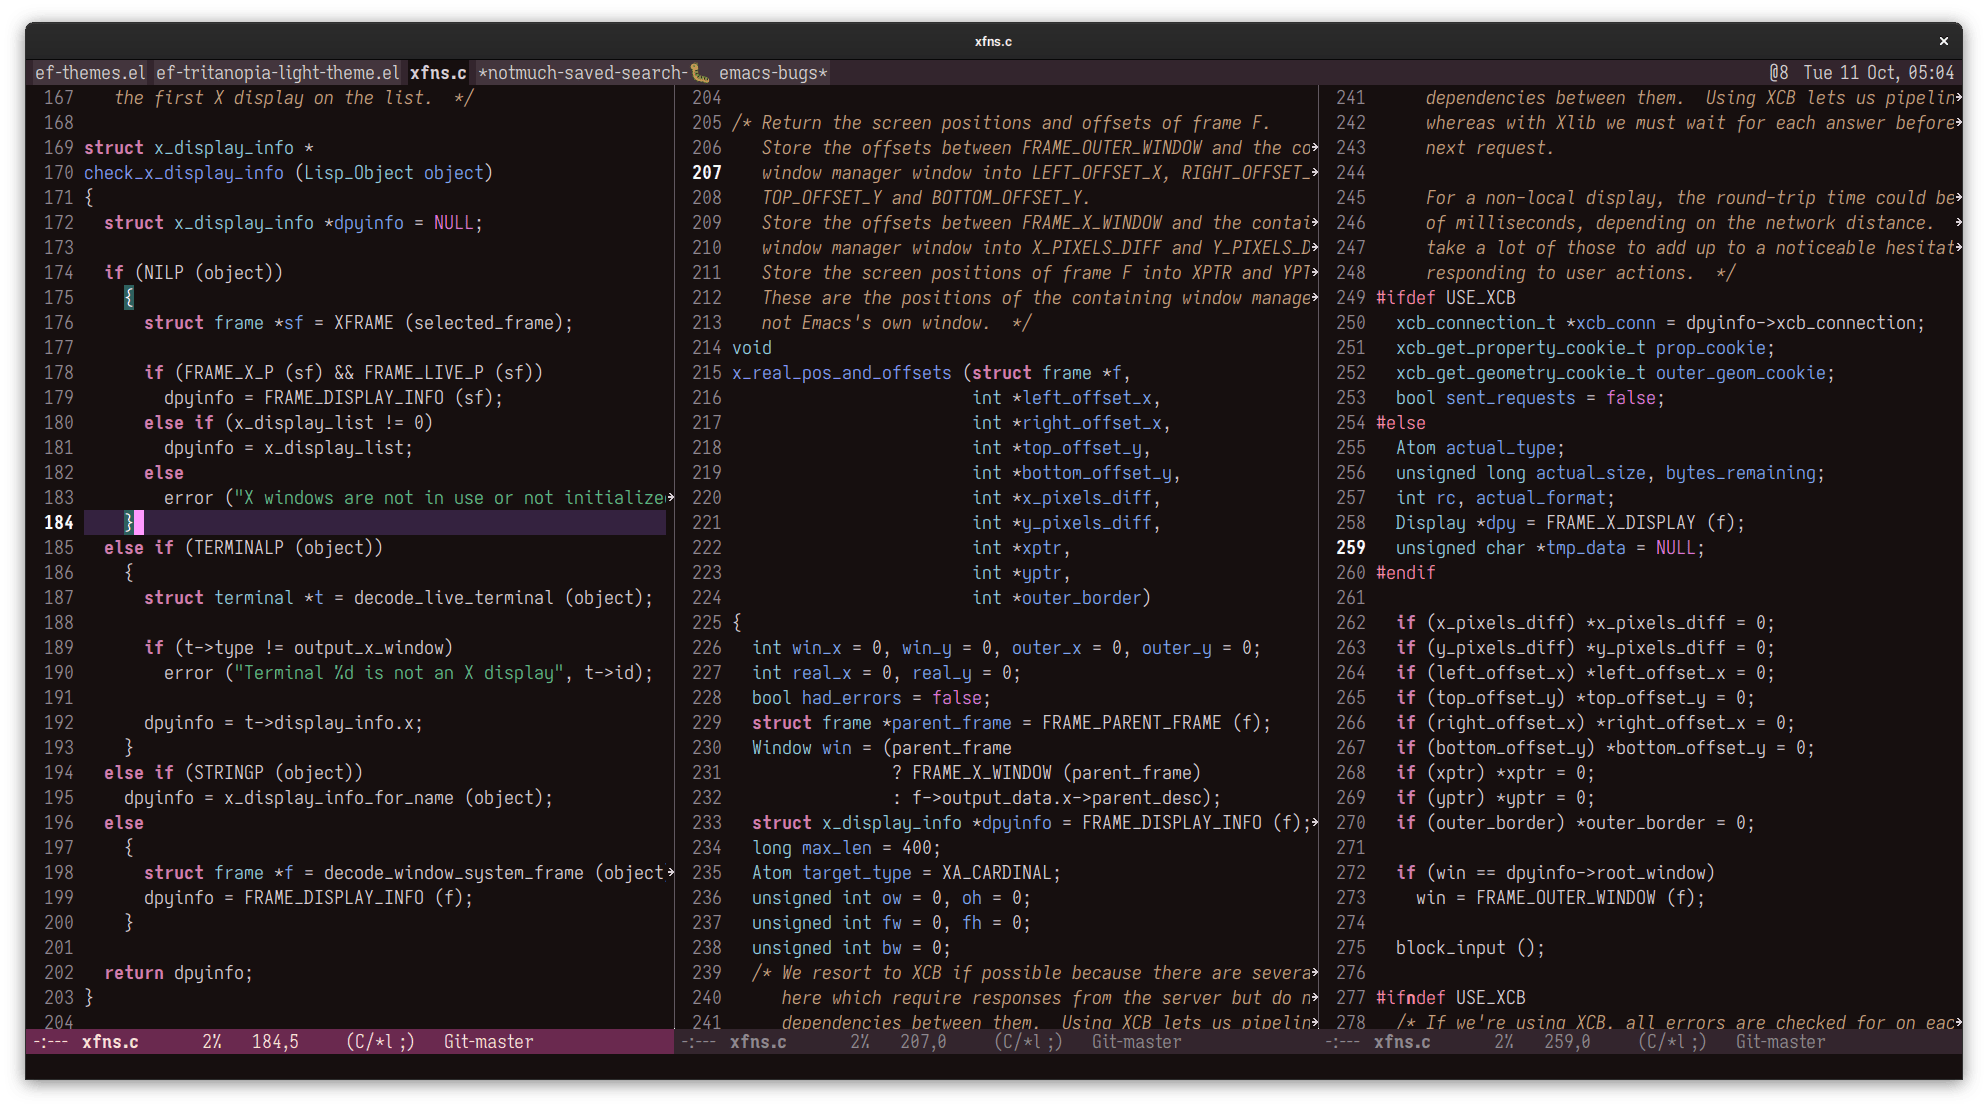 xfns.c ×
ef-themes.el ef-tritanopia-light-theme.el xfns.c *notmuch-saved-search-🐛 emacs-bugs* @8 Tue 11 Oct, 05:04
167    the first X display on the list.  */
168
169 struct x_display_info *
170 check_x_display_info (Lisp_Object object)
171 {
172   struct x_display_info *dpyinfo = NULL;
173
174   if (NILP (object))
175     {
176       struct frame *sf = XFRAME (selected_frame);
177
178       if (FRAME_X_P (sf) && FRAME_LIVE_P (sf))
179         dpyinfo = FRAME_DISPLAY_INFO (sf);
180       else if (x_display_list != 0)
181         dpyinfo = x_display_list;
182       else
183         error ("X windows are not in use or not initialize
184     }
185   else if (TERMINALP (object))
186     {
187       struct terminal *t = decode_live_terminal (object);
188
189       if (t->type != output_x_window)
190         error ("Terminal %d is not an X display", t->id);
191
192       dpyinfo = t->display_info.x;
193     }
194   else if (STRINGP (object))
195     dpyinfo = x_display_info_for_name (object);
196   else
197     {
198       struct frame *f = decode_window_system_frame (object
199       dpyinfo = FRAME_DISPLAY_INFO (f);
200     }
201
202   return dpyinfo;
203 }
204
-:--- xfns.c 2% 184,5 (C/*l ;) Git-master
204
205 /* Return the screen positions and offsets of frame F.
206    Store the offsets between FRAME_OUTER_WINDOW and the co
207    window manager window into LEFT_OFFSET_X, RIGHT_OFFSET_
208    TOP_OFFSET_Y and BOTTOM_OFFSET_Y.
209    Store the offsets between FRAME_X_WINDOW and the contai
210    window manager window into X_PIXELS_DIFF and Y_PIXELS_D
211    Store the screen positions of frame F into XPTR and YPT
212    These are the positions of the containing window manage
213    not Emacs's own window.  */
214 void
215 x_real_pos_and_offsets (struct frame *f,
216                         int *left_offset_x,
217                         int *right_offset_x,
218                         int *top_offset_y,
219                         int *bottom_offset_y,
220                         int *x_pixels_diff,
221                         int *y_pixels_diff,
222                         int *xptr,
223                         int *yptr,
224                         int *outer_border)
225 {
226   int win_x = 0, win_y = 0, outer_x = 0, outer_y = 0;
227   int real_x = 0, real_y = 0;
228   bool had_errors = false;
229   struct frame *parent_frame = FRAME_PARENT_FRAME (f);
230   Window win = (parent_frame
231                 ? FRAME_X_WINDOW (parent_frame)
232                 : f->output_data.x->parent_desc);
233   struct x_display_info *dpyinfo = FRAME_DISPLAY_INFO (f);
234   long max_len = 400;
235   Atom target_type = XA_CARDINAL;
236   unsigned int ow = 0, oh = 0;
237   unsigned int fw = 0, fh = 0;
238   unsigned int bw = 0;
239   /* We resort to XCB if possible because there are severa
240      here which require responses from the server but do n
241      dependencies between them.  Using XCB lets us pipelin
-:--- xfns.c 2% 207,0 (C/*l ;) Git-master
241      dependencies between them.  Using XCB lets us pipelin
242      whereas with Xlib we must wait for each answer before
243      next request.
244
245      For a non-local display, the round-trip time could be
246      of milliseconds, depending on the network distance.
247      take a lot of those to add up to a noticeable hesitat
248      responding to user actions.  */
249 #ifdef USE_XCB
250   xcb_connection_t *xcb_conn = dpyinfo->xcb_connection;
251   xcb_get_property_cookie_t prop_cookie;
252   xcb_get_geometry_cookie_t outer_geom_cookie;
253   bool sent_requests = false;
254 #else
255   Atom actual_type;
256   unsigned long actual_size, bytes_remaining;
257   int rc, actual_format;
258   Display *dpy = FRAME_X_DISPLAY (f);
259   unsigned char *tmp_data = NULL;
260 #endif
261
262   if (x_pixels_diff) *x_pixels_diff = 0;
263   if (y_pixels_diff) *y_pixels_diff = 0;
264   if (left_offset_x) *left_offset_x = 0;
265   if (top_offset_y) *top_offset_y = 0;
266   if (right_offset_x) *right_offset_x = 0;
267   if (bottom_offset_y) *bottom_offset_y = 0;
268   if (xptr) *xptr = 0;
269   if (yptr) *yptr = 0;
270   if (outer_border) *outer_border = 0;
271
272   if (win == dpyinfo->root_window)
273     win = FRAME_OUTER_WINDOW (f);
274
275   block_input ();
276
277 #ifndef USE_XCB
278   /* If we're using XCB, all errors are checked for on eac
-:--- xfns.c 2% 259,0 (C/*l ;) Git-master